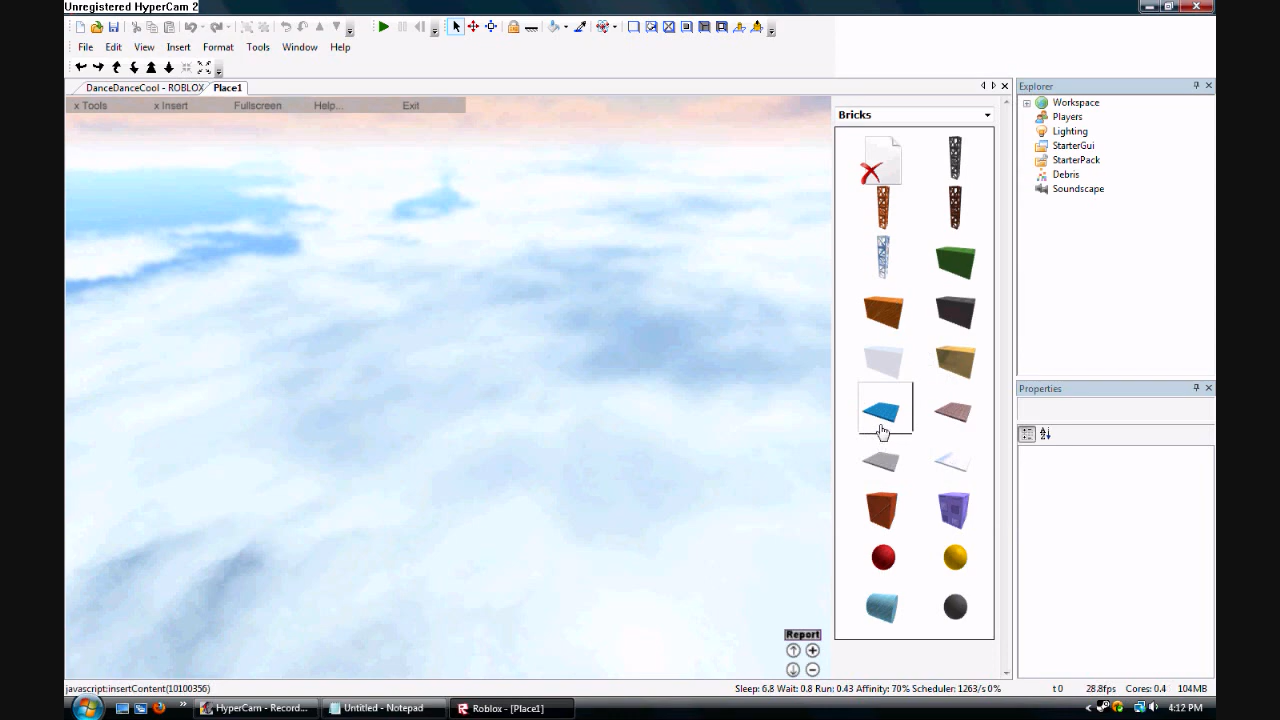 Unregistered HyperCam 2
File Edit View Insert Format Tools Window Help
DanceDanceCool - ROBLOX Place1
x Tools x Insert Fullscreen Help... Exit
Bricks
Explorer
Workspace
Players
Lighting
StarterGui
StarterPack
Debris
Soundscape
Properties
Report
javascript:insertContent(10100356)
Sleep: 6.8 Wait: 0.8 Run: 0.43 Affinity: 70% Scheduler: 1263/s 0%
t 0 28.8fps Cores: 0.4 104MB
HyperCam - Record...
Untitled - Notepad
Roblox - [Place1]
4:12 PM